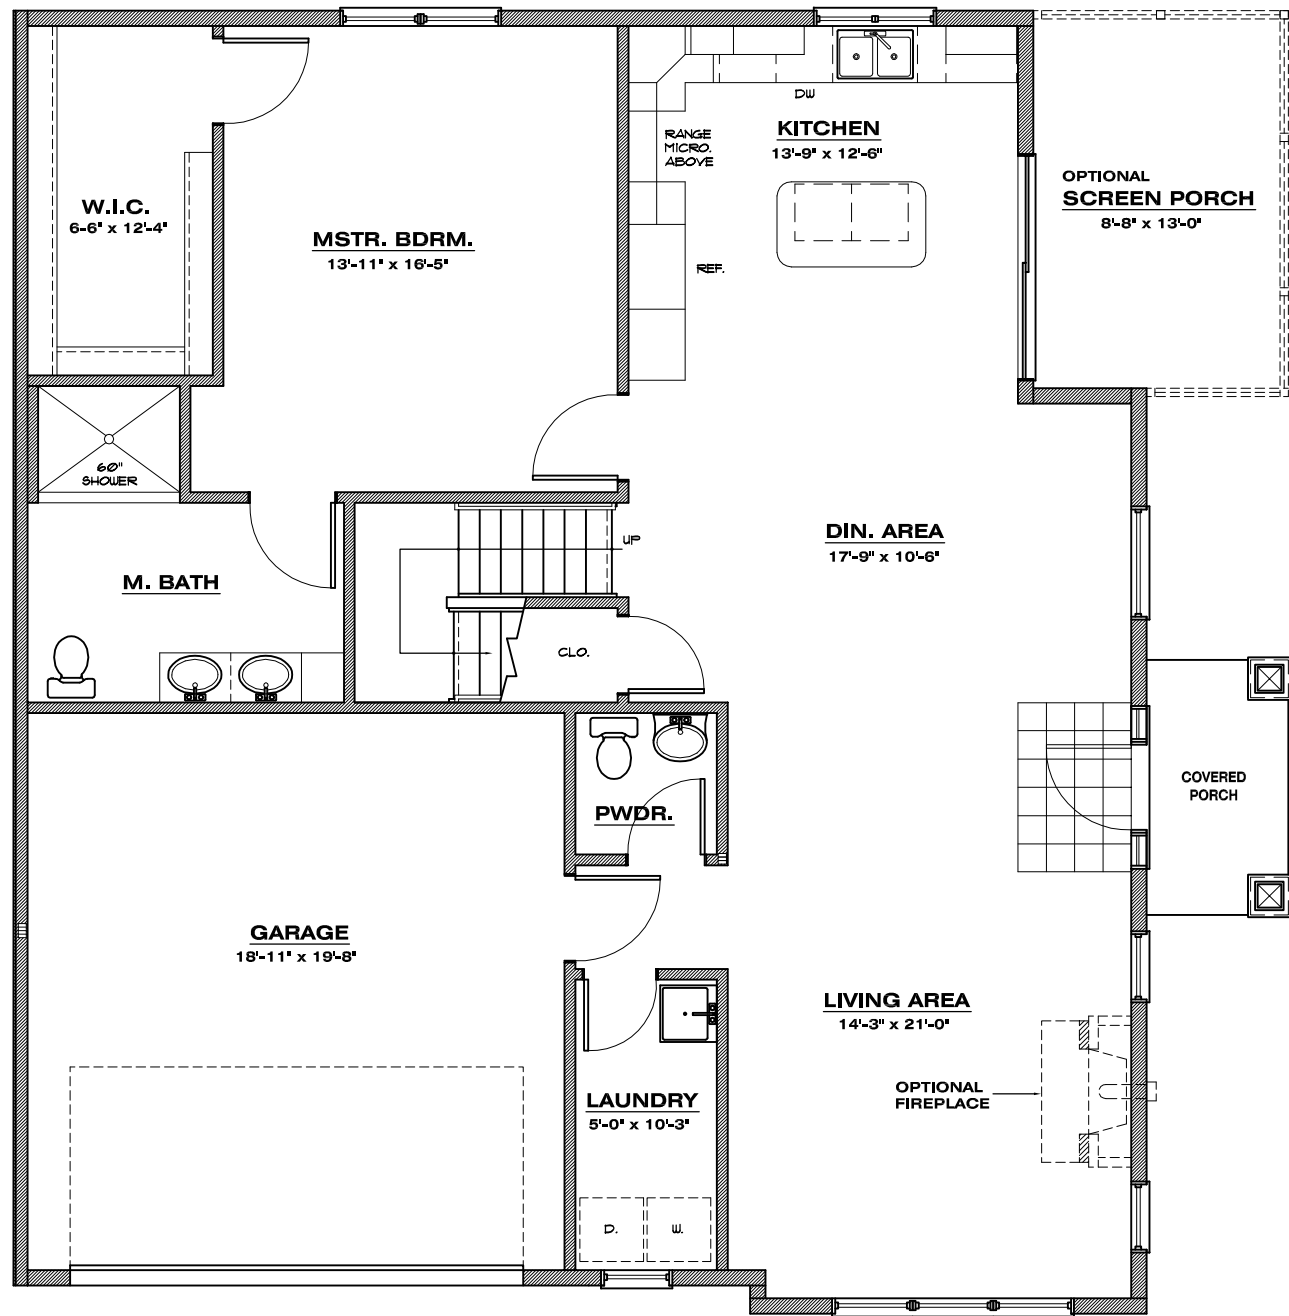 DW
KITCHEN
13'-9" x 12'-6"
RANGE
MICRO.
ABOVE
OPTIONAL
SCREEN PORCH
8'-8" x 13'-0"
W.I.C.
6-6" x 12'-4"
MSTR. BDRM.
13'-11" x 16'-5"
REF.
60"
SHOWER
UP
DIN. AREA
17'-9" x 10'-6"
M. BATH
CLO.
COVERED
PORCH
PWDR.
GARAGE
18'-11" x 19'-8"
LIVING AREA
14'-3" x 21'-0"
OPTIONAL
FIREPLACE
LAUNDRY
5'-0" x 10'-3"
D.
W.